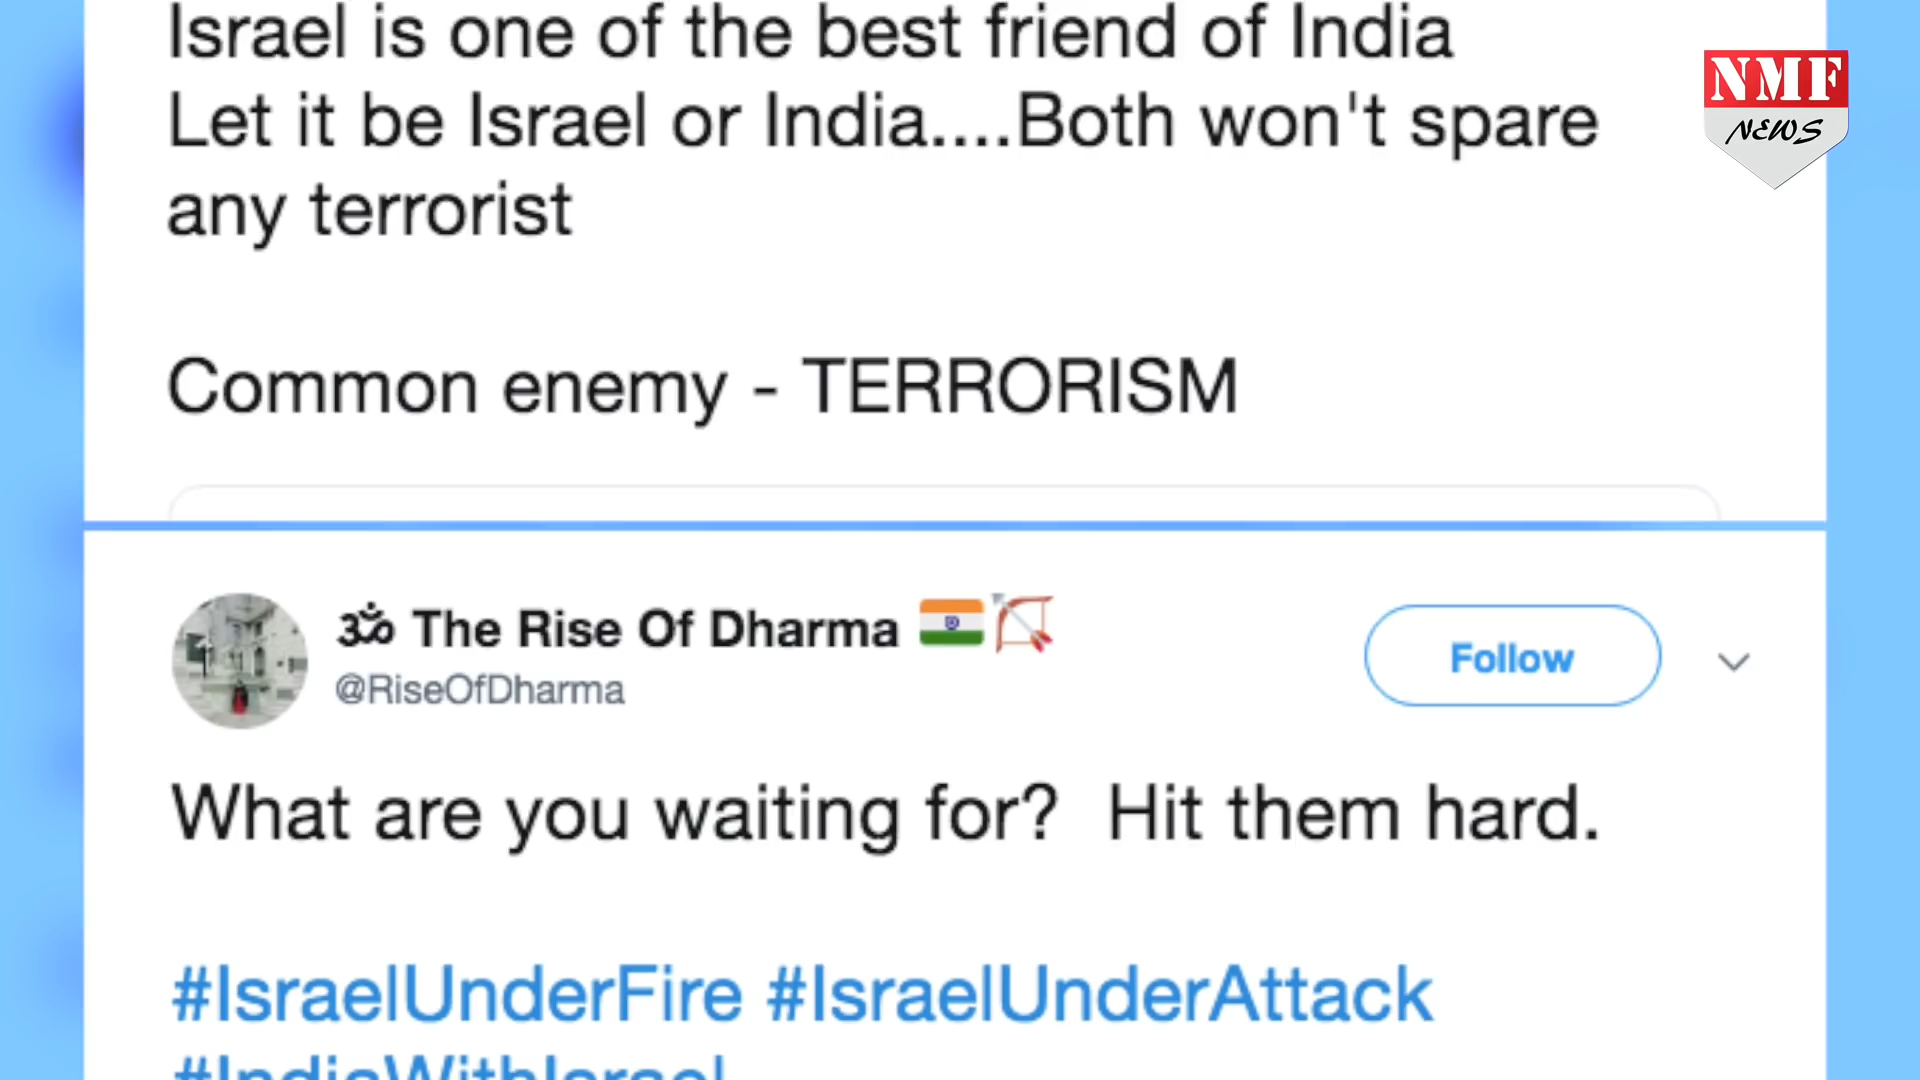 Israel is one of the best friend of India
Let it be Israel or India....Both won't spare
any terrorist
Common enemy - TERRORISM
NMF
NEWS
ॐ The Rise Of Dharma
@RiseOfDharma
Follow
What are you waiting for? Hit them hard.
#IsraelUnderFire #IsraelUnderAttack
#IndiaWithIsrael